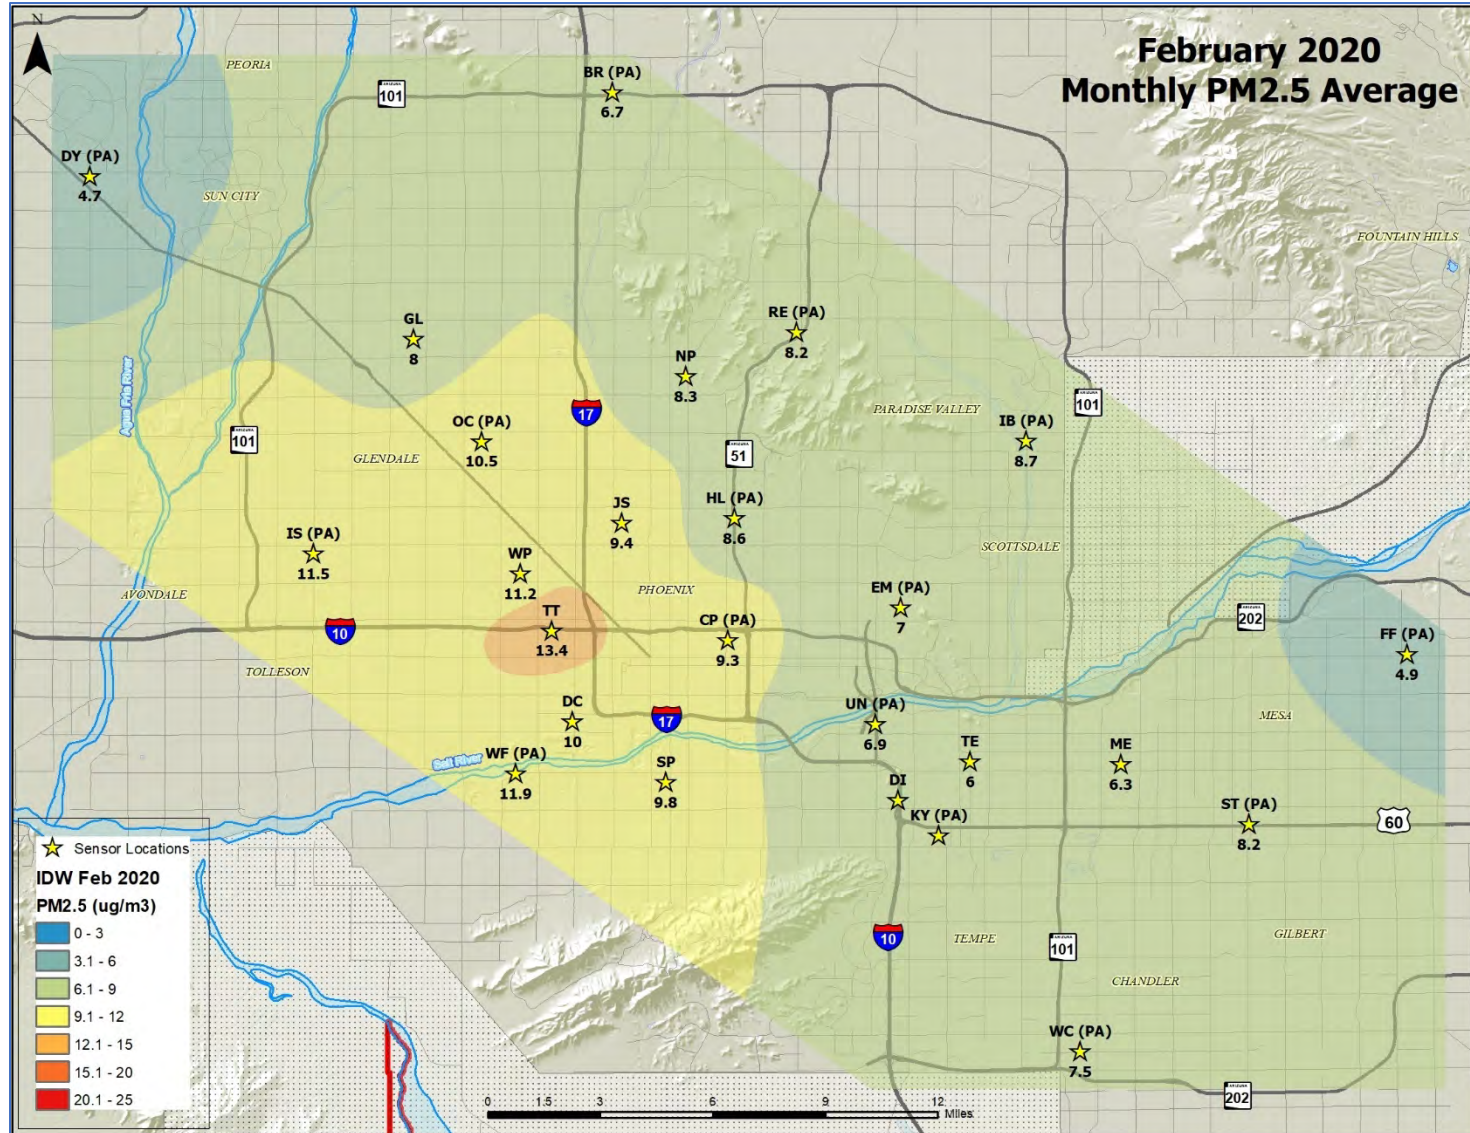 N
February 2020
Monthly PM2.5 Average
PEORIA
101
BR (PA)
6.7
DY (PA)
4.7
SUN CITY
FOUNTAIN HILLS
GL
8
RE (PA)
8.2
NP
8.3
Agua Fria River
101
OC (PA)
10.5
GLENDALE
17
51
PARADISE VALLEY
IB (PA)
8.7
101
JS
9.4
HL (PA)
8.6
IS (PA)
11.5
WP
11.2
SCOTTSDALE
AVONDALE
PHOENIX
EM (PA)
7
10
TT
13.4
CP (PA)
9.3
202
FF (PA)
4.9
TOLLESON
DC
10
17
UN (PA)
6.9
MESA
Salt River
WF (PA)
11.9
SP
9.8
TE
6
ME
6.3
DI
KY (PA)
ST (PA)
8.2
60
10
TEMPE
101
GILBERT
CHANDLER
WC (PA)
7.5
202
Sensor Locations
IDW Feb 2020
PM2.5 (ug/m3)
0 - 3
3.1 - 6
6.1 - 9
9.1 - 12
12.1 - 15
15.1 - 20
20.1 - 25
0 1.5 3 6 9 12
Miles